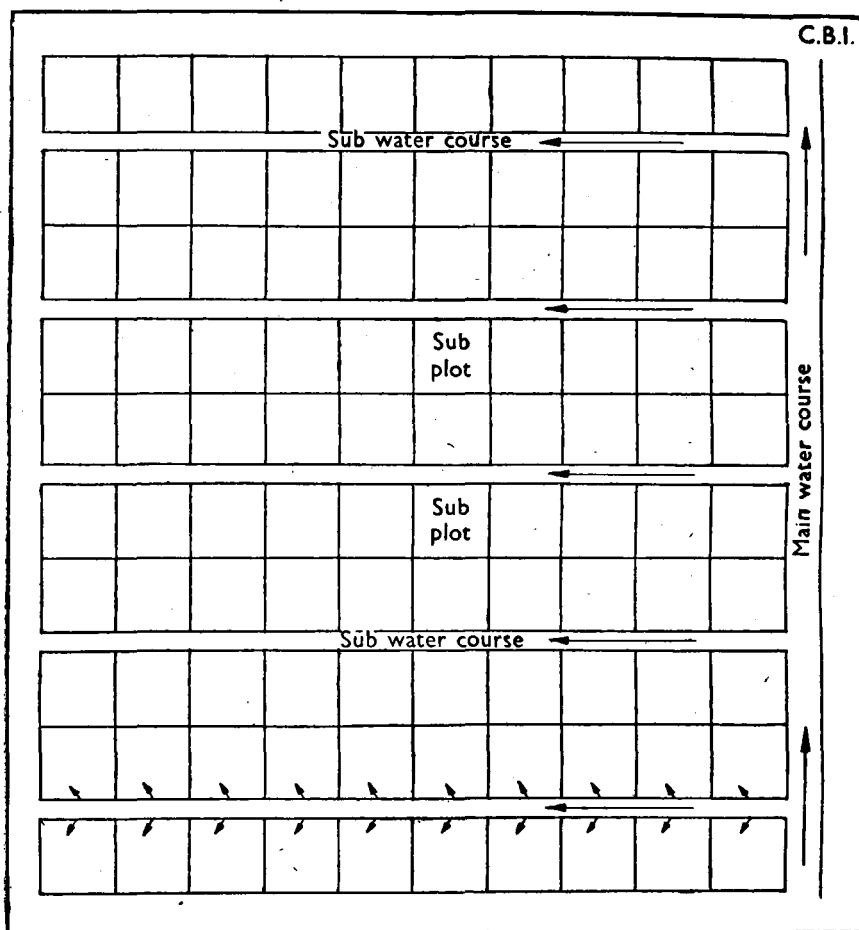 C.B.I.
Sub water course
Sub
plot
Main water course
Sub
plot
Sub water course